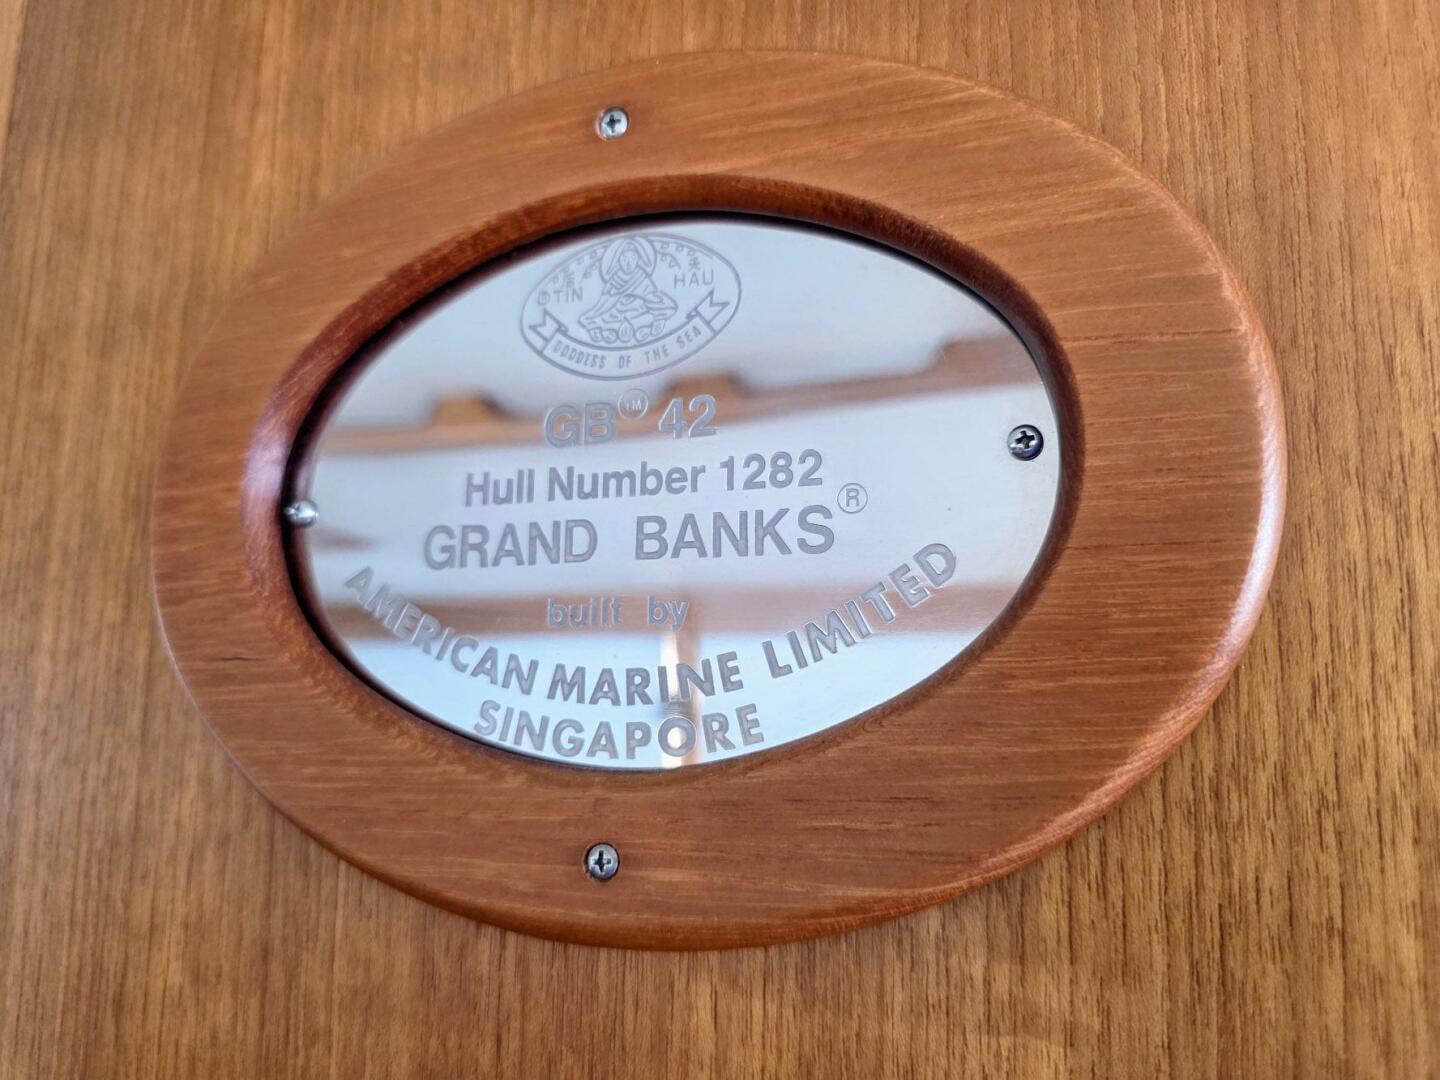 TIN HAU
GODDESS OF THE SEA
GB™ 42
Hull Number 1282
GRAND BANKS®
built by
AMERICAN MARINE LIMITED
SINGAPORE